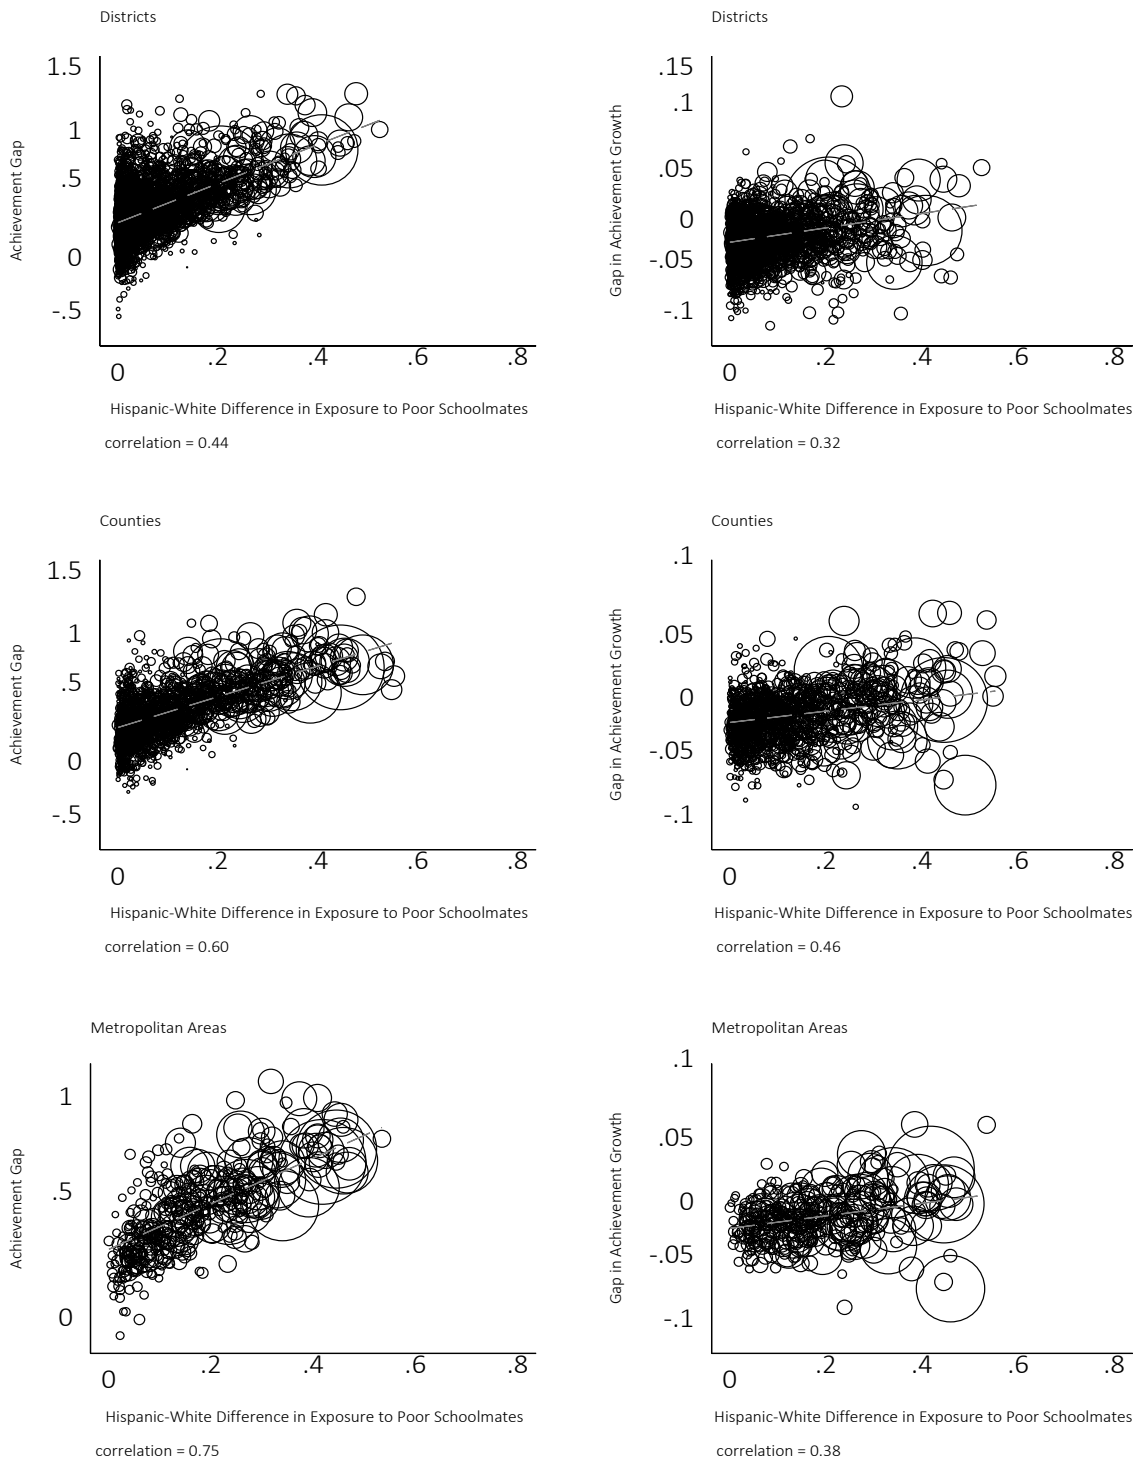 Districts
1.5
1
.5
0
-.5
Achievement Gap
0
.2
.4
.6
.8
Hispanic-White Difference in Exposure to Poor Schoolmates
correlation = 0.44
Districts
.15
.1
.05
0
-.05
-.1
Gap in Achievement Growth
0
.2
.4
.6
.8
Hispanic-White Difference in Exposure to Poor Schoolmates
correlation = 0.32
Counties
1.5
1
.5
0
-.5
Achievement Gap
0
.2
.4
.6
.8
Hispanic-White Difference in Exposure to Poor Schoolmates
correlation = 0.60
Counties
.1
.05
0
-.05
-.1
Gap in Achievement Growth
0
.2
.4
.6
.8
Hispanic-White Difference in Exposure to Poor Schoolmates
correlation = 0.46
Metropolitan Areas
1
.5
0
Achievement Gap
0
.2
.4
.6
.8
Hispanic-White Difference in Exposure to Poor Schoolmates
correlation = 0.75
Metropolitan Areas
.1
.05
0
-.05
-.1
Gap in Achievement Growth
0
.2
.4
.6
.8
Hispanic-White Difference in Exposure to Poor Schoolmates
correlation = 0.38